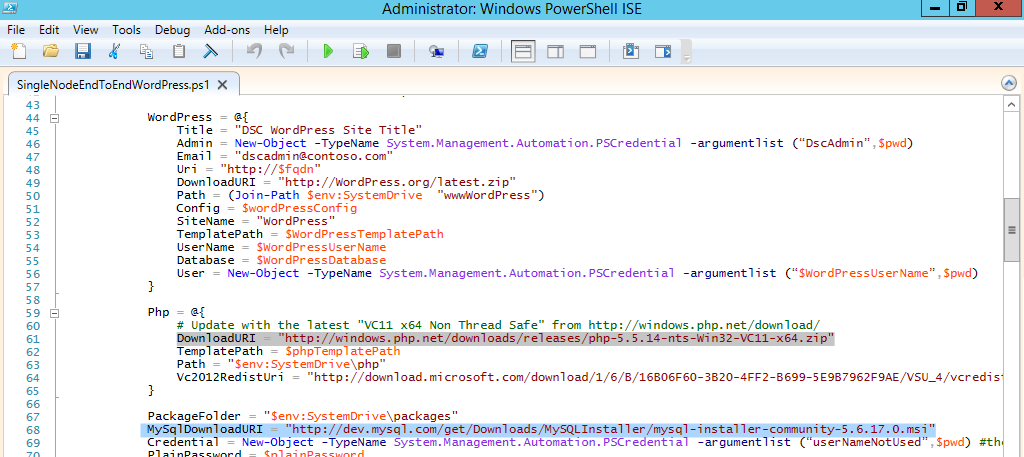 Administrator: Windows PowerShell ISE
File Edit View Tools Debug Add-ons Help
SingleNodeEndToEndWordPress.ps1
43
44 WordPress = @{
45 Title = "DSC WordPress Site Title"
46 Admin = New-Object -TypeName System.Management.Automation.PSCredential -argumentlist (“DscAdmin”,$pwd)
47 Email = "dscadmin@contoso.com"
48 Uri = "http://$fqdn"
49 DownloadURI = "http://WordPress.org/latest.zip"
50 Path = (Join-Path $env:SystemDrive "wwwWordPress")
51 Config = $wordPressConfig
52 SiteName = "WordPress"
53 TemplatePath = $WordPressTemplatePath
54 UserName = $WordPressUserName
55 Database = $WordPressDatabase
56 User = New-Object -TypeName System.Management.Automation.PSCredential -argumentlist (“$WordPressUserName”,$pwd)
57 }
58
59 Php = @{
60 # Update with the latest "VC11 x64 Non Thread Safe" from http://windows.php.net/download/
61 DownloadURI = "http://windows.php.net/downloads/releases/php-5.5.14-nts-Win32-VC11-x64.zip"
62 TemplatePath = $phpTemplatePath
63 Path = "$env:SystemDrive\php"
64 Vc2012RedistUri = "http://download.microsoft.com/download/1/6/B/16B06F60-3B20-4FF2-B699-5E9B7962F9AE/VSU_4/vcredist
65 }
66
67 PackageFolder = "$env:SystemDrive\packages"
68 MySqlDownloadURI = "http://dev.mysql.com/get/Downloads/MySQLInstaller/mysql-installer-community-5.6.17.0.msi"
69 Credential = New-Object -TypeName System.Management.Automation.PSCredential -argumentlist (“userNameNotUsed”,$pwd) #the
70 PlainPassword = $plainPassword